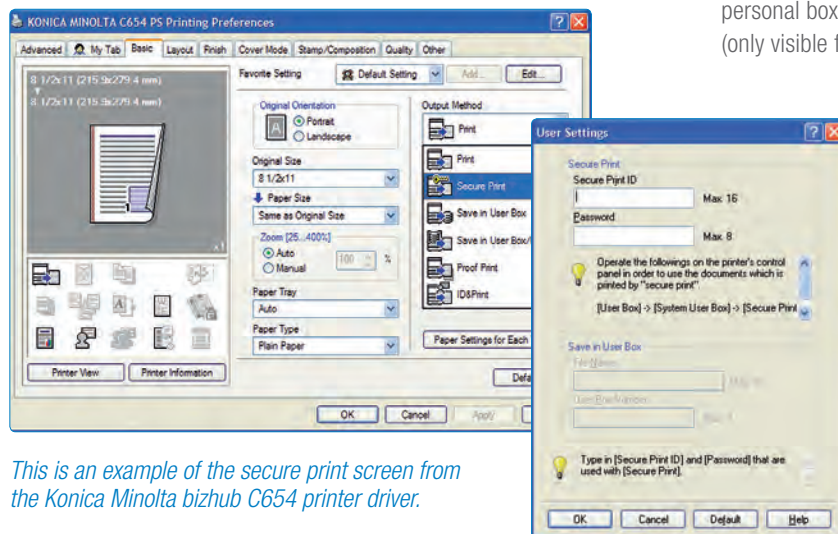 personal box
(only visible f
KONICA MINOLTA C654 PS Printing Preferences
Advanced My Tab Basic Layout Finish Cover Mode Stamp/Composition Quality Other
8 1/2x11 (215.9x279.4 mm)
8 1/2x11 (215.9x279.4 mm)
x1
Printer View Printer Information
Favorite Setting Default Setting Add... Edit...
Original Orientation
Portrait
Landscape
Original Size
8 1/2x11
Paper Size
Same as Original Size
Zoom [25...400%]
Auto
Manual
100 %
Paper Tray
Auto
Paper Type
Plain Paper
Output Method
Print
Print
Secure Print
Save in User Box
Save in User Box/
Proof Print
ID&Print
Paper Settings for Each
Defa
OK Cancel Apply
User Settings
Secure Print
Secure Print ID
Max. 16
Password
Max. 8
Operate the followings on the printer's control
panel in order to use the documents which is
printed by "secure print".
[User Box] -> [System User Box] -> [Secure Print
Save in User Box
File Name
User Box Number
Type in [Secure Print ID] and [Password] that are
used with [Secure Print].
OK Cancel Default Help
This is an example of the secure print screen from
the Konica Minolta bizhub C654 printer driver.